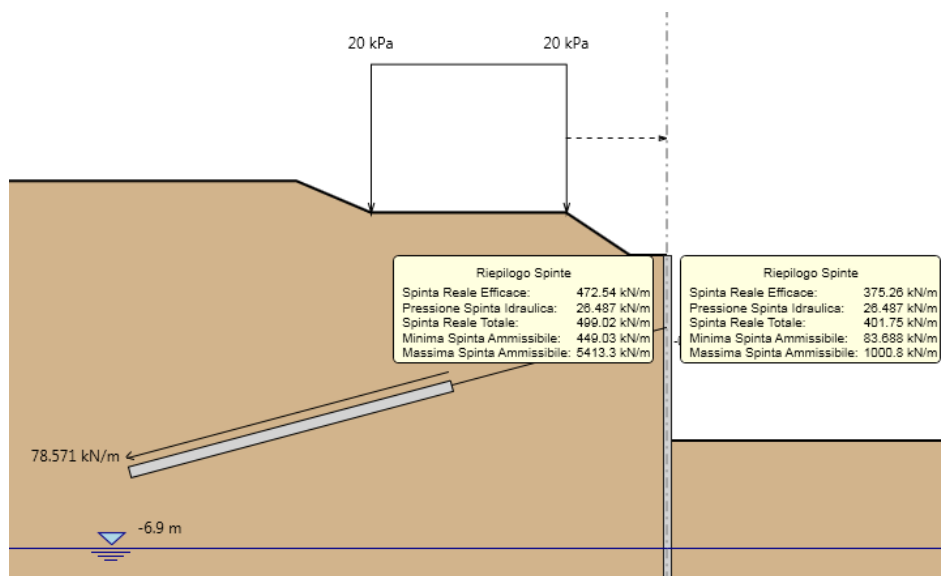 20 kPa
20 kPa
Riepilogo Spinte
Spinta Reale Efficace: 472.54 kN/m
Pressione Spinta Idraulica: 26.487 kN/m
Spinta Reale Totale: 499.02 kN/m
Minima Spinta Ammissibile: 449.03 kN/m
Massima Spinta Ammissibile: 5413.3 kN/m
Riepilogo Spinte
Spinta Reale Efficace: 375.26 kN/m
Pressione Spinta Idraulica: 26.487 kN/m
Spinta Reale Totale: 401.75 kN/m
Minima Spinta Ammissibile: 83.688 kN/m
Massima Spinta Ammissibile: 1000.8 kN/m
78.571 kN/m
-6.9 m